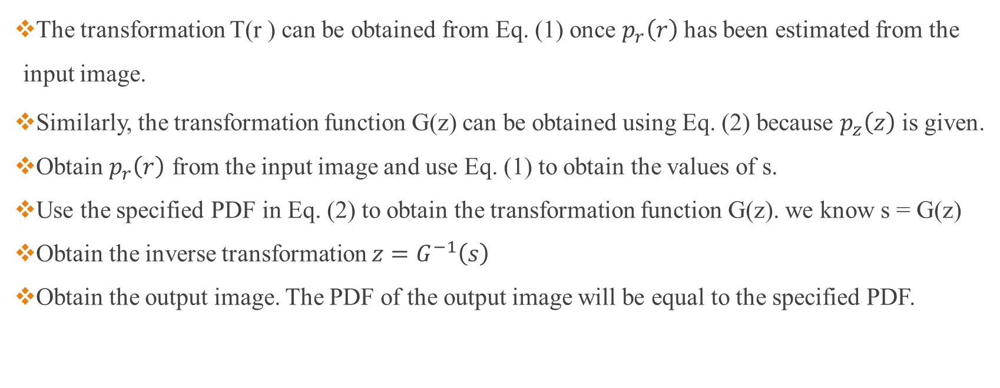 ❖The transformation T(r ) can be obtained from Eq. (1) once 𝑝𝑟(𝑟) has been estimated from the
input image.
❖Similarly, the transformation function G(z) can be obtained using Eq. (2) because 𝑝𝑧(𝑧) is given.
❖Obtain 𝑝𝑟(𝑟) from the input image and use Eq. (1) to obtain the values of s.
❖Use the specified PDF in Eq. (2) to obtain the transformation function G(z). we know s = G(z)
❖Obtain the inverse transformation 𝑧 = 𝐺⁻¹(𝑠)
❖Obtain the output image. The PDF of the output image will be equal to the specified PDF.